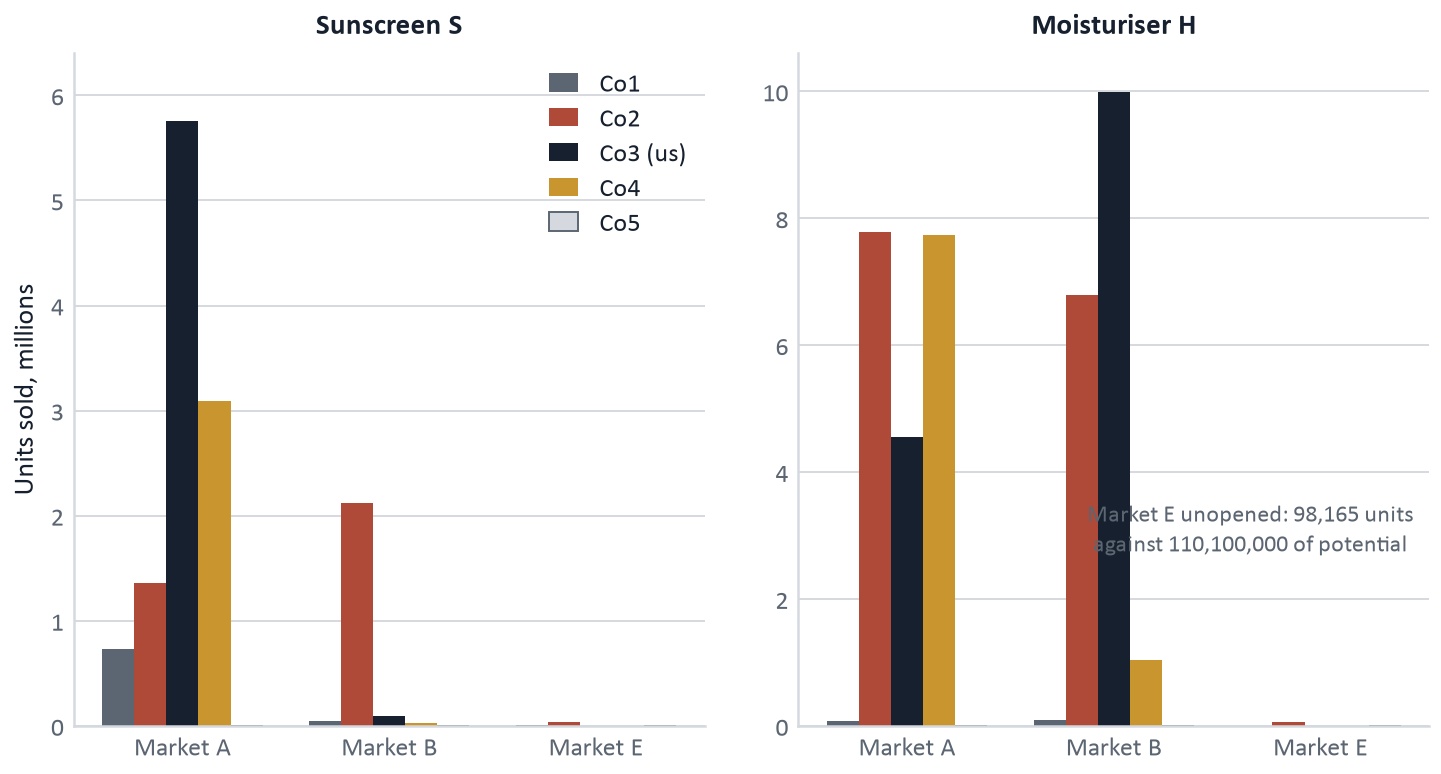 Sunscreen S
Units sold, millions
6
5
4
3
2
1
0
Co1
Co2
Co3 (us)
Co4
Co5
Market A
Market B
Market E
Moisturiser H
10
8
6
4
2
0
Market E unopened: 98,165 units
against 110,100,000 of potential
Market A
Market B
Market E